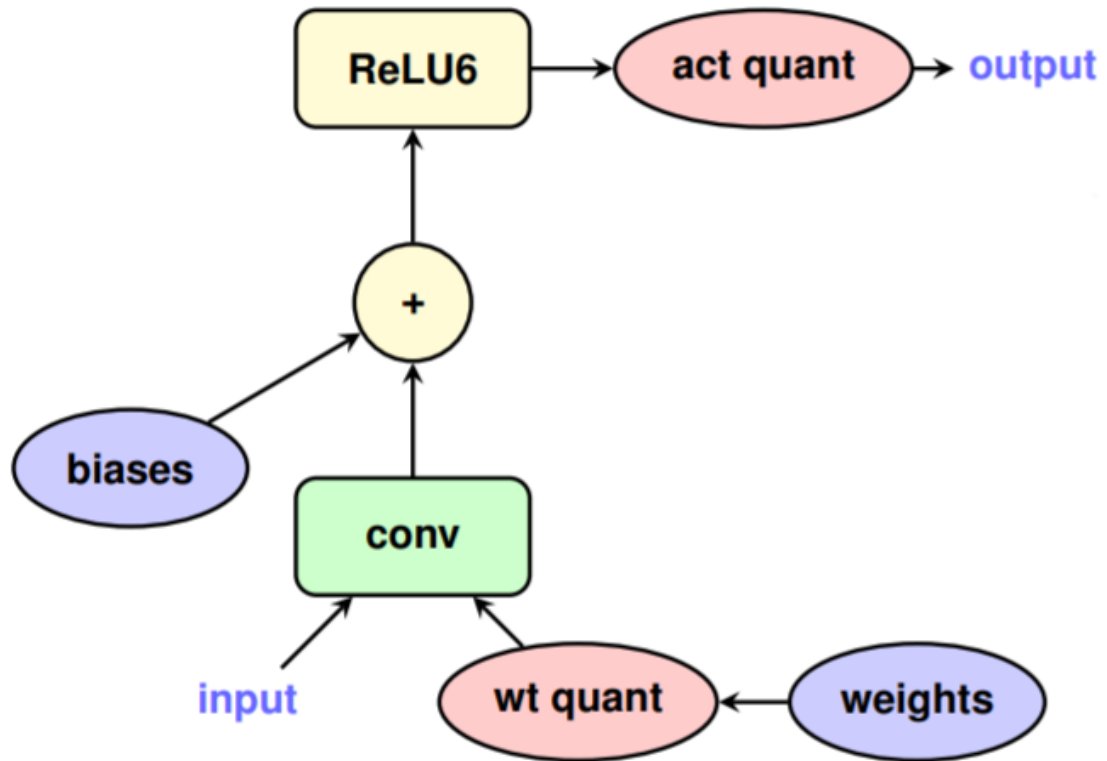 ReLU6
act quant
output
+
biases
conv
input
wt quant
weights